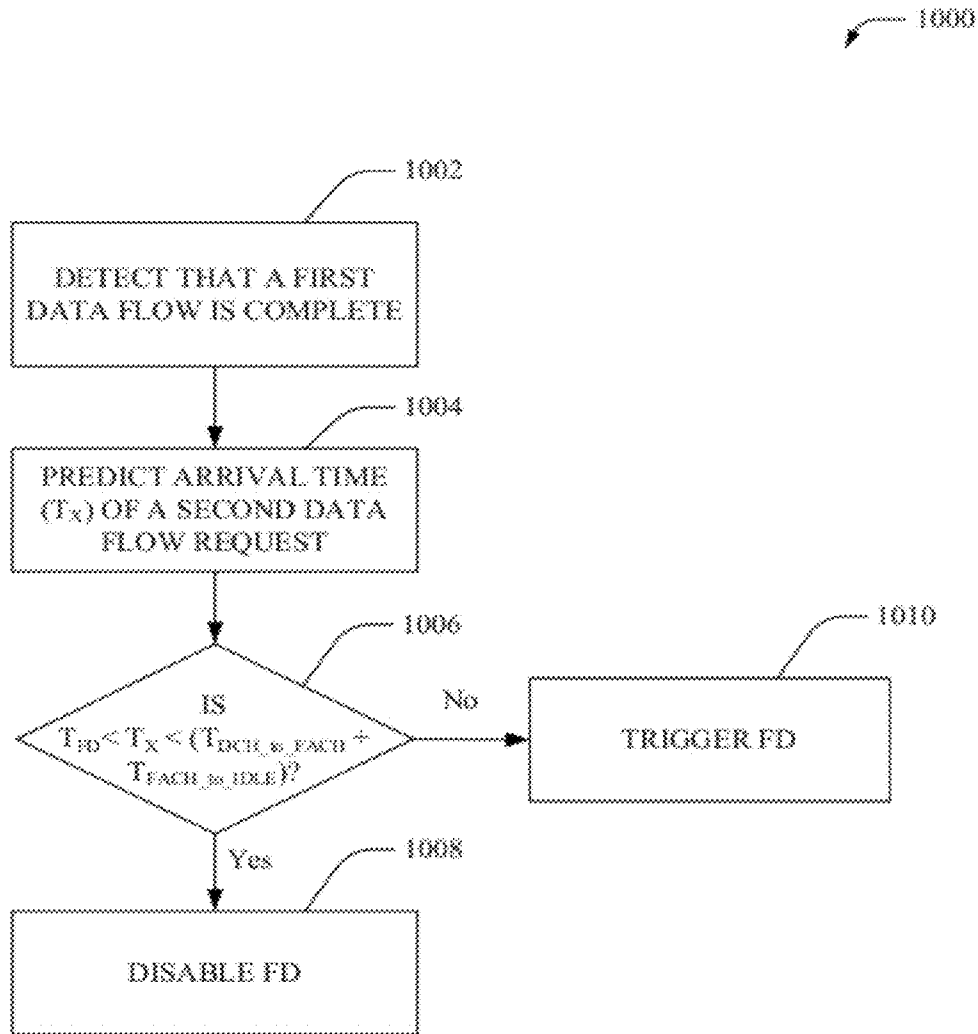 1000
1002
DETECT THAT A FIRST
DATA FLOW IS COMPLETE
1004
PREDICT ARRIVAL TIME
(TX) OF A SECOND DATA
FLOW REQUEST
1006
IS
TFD < TX < (TDCH_to_FACH +
TFACH_to_IDLE)?
No
1010
TRIGGER FD
Yes
1008
DISABLE FD